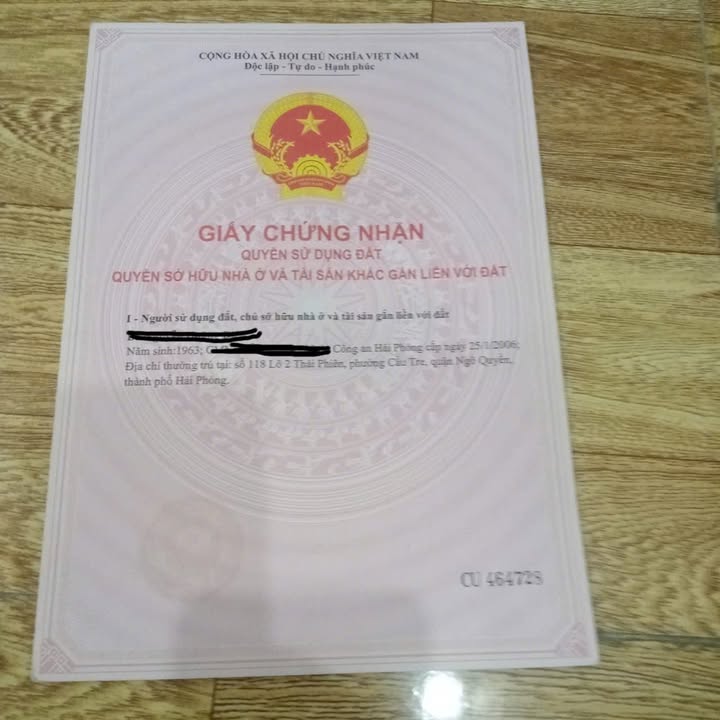 CỘNG HÒA XÃ HỘI CHỦ NGHĨA VIỆT NAM
Độc lập - Tự do - Hạnh phúc
GIẤY CHỨNG NHẬN
QUYỀN SỬ DỤNG ĐẤT
QUYỀN SỞ HỮU NHÀ Ở VÀ TÀI SẢN KHÁC GẮN LIỀN VỚI ĐẤT
I - Người sử dụng đất, chủ sở hữu nhà ở và tài sản gắn liền với đất
Năm sinh:1963; Công an Hải Phòng cấp ngày 25/1/2006;
Địa chỉ thường trú tại: số 118 Lô 2 Thái Phiên, phường Cầu Tre, quận Ngô Quyền,
thành phố Hải Phòng.
CU 464728